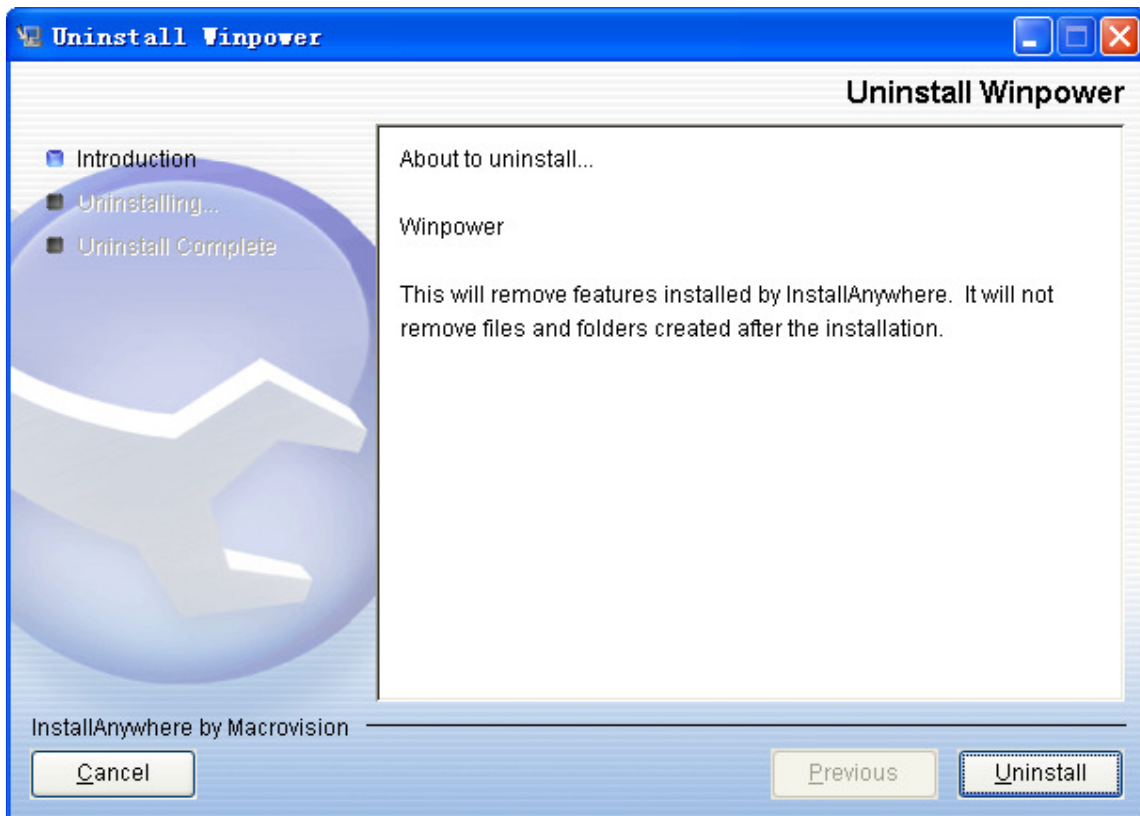 Uninstall Winpower
Uninstall Winpower
Introduction
Uninstalling...
Uninstall Complete
About to uninstall...
Winpower
This will remove features installed by InstallAnywhere.  It will not
remove files and folders created after the installation.
InstallAnywhere by Macrovision
Cancel
Previous
Uninstall